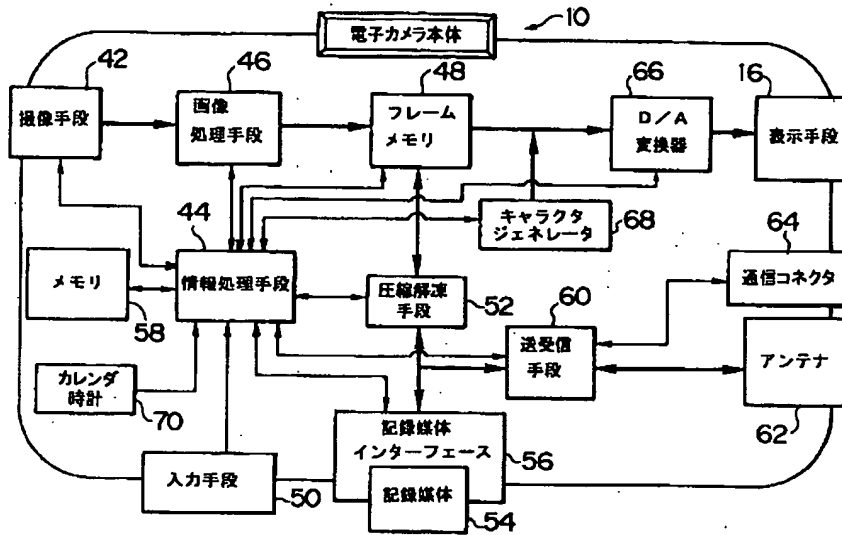 電子カメラ本体
10
42
46
48
66
16
撮像手段
画像
処理手段
フレーム
メモリ
D/A
変換器
表示手段
44
キャラクタ
ジェネレータ
68
64
メモリ
情報処理手段
圧縮解凍
手段
52
60
通信コネクタ
58
送受信
手段
アンテナ
カレンダ
時計
70
62
記録媒体
インターフェース
56
入力手段
50
記録媒体
54